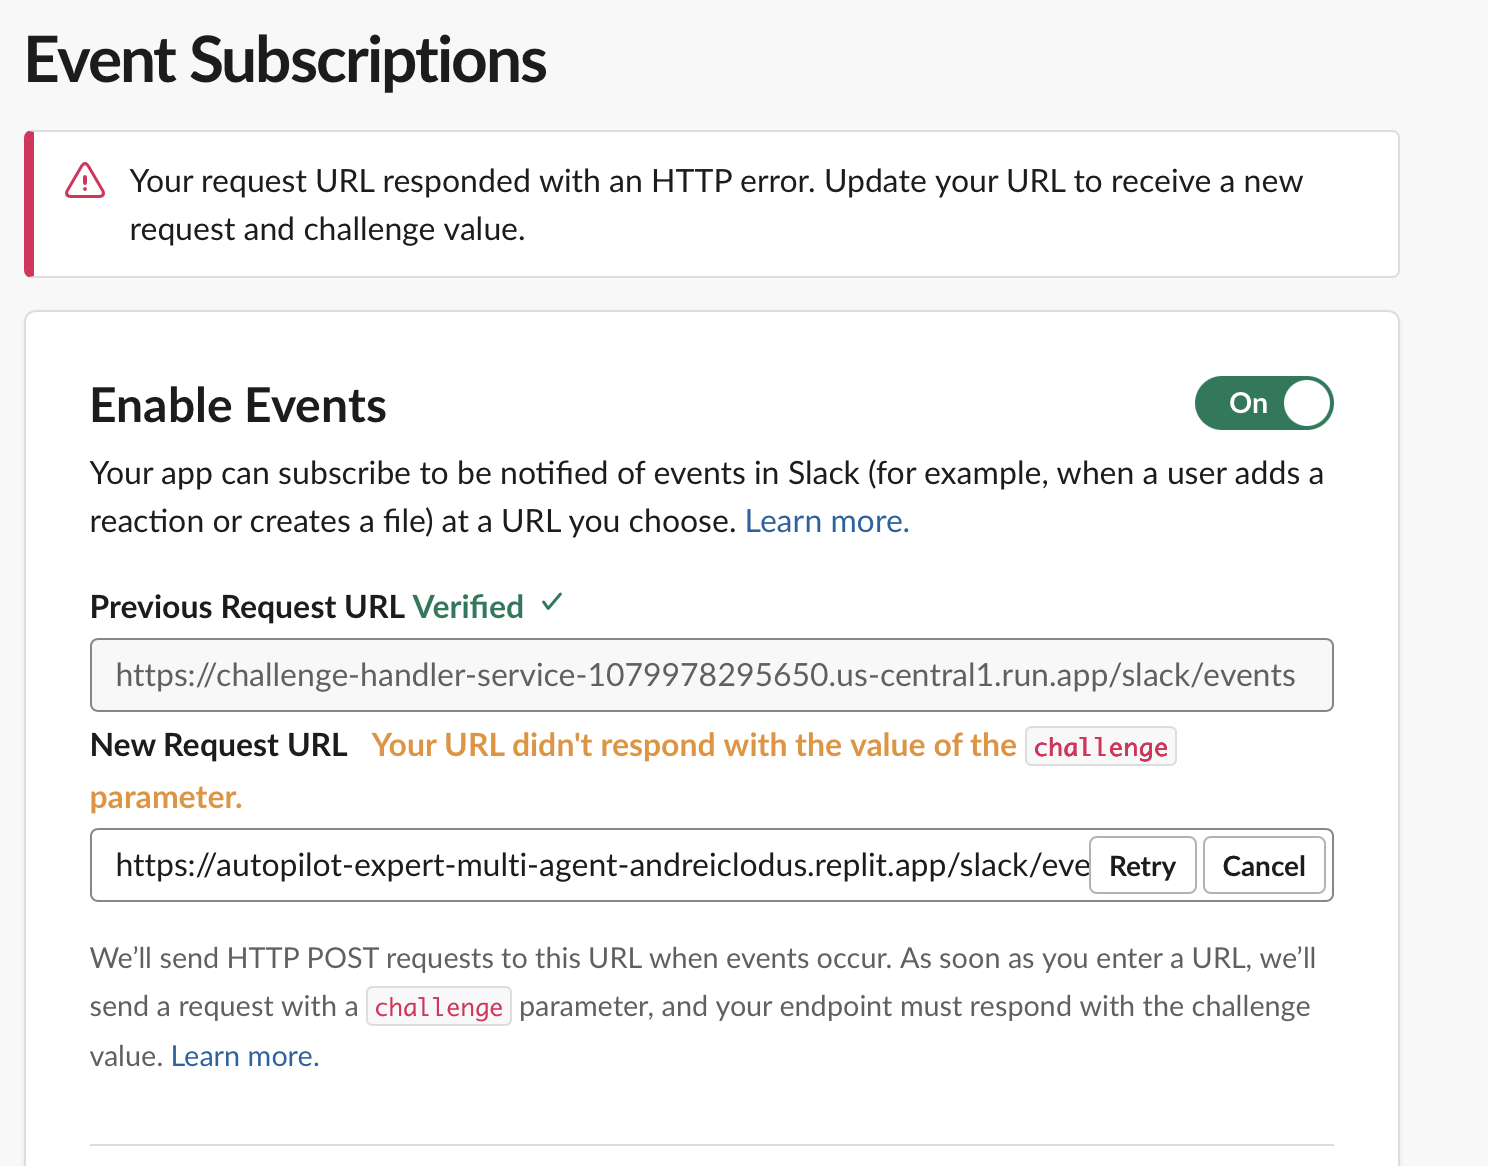 Event Subscriptions
Your request URL responded with an HTTP error. Update your URL to receive a new
request and challenge value.
Enable Events
On
Your app can subscribe to be notified of events in Slack (for example, when a user adds a
reaction or creates a file) at a URL you choose. Learn more.
Previous Request URL Verified ✓
https://challenge-handler-service-1079978295650.us-central1.run.app/slack/events
New Request URL Your URL didn't respond with the value of the challenge
parameter.
https://autopilot-expert-multi-agent-andreiclodus.replit.app/slack/eve Retry Cancel
We’ll send HTTP POST requests to this URL when events occur. As soon as you enter a URL, we’ll
send a request with a challenge parameter, and your endpoint must respond with the challenge
value. Learn more.